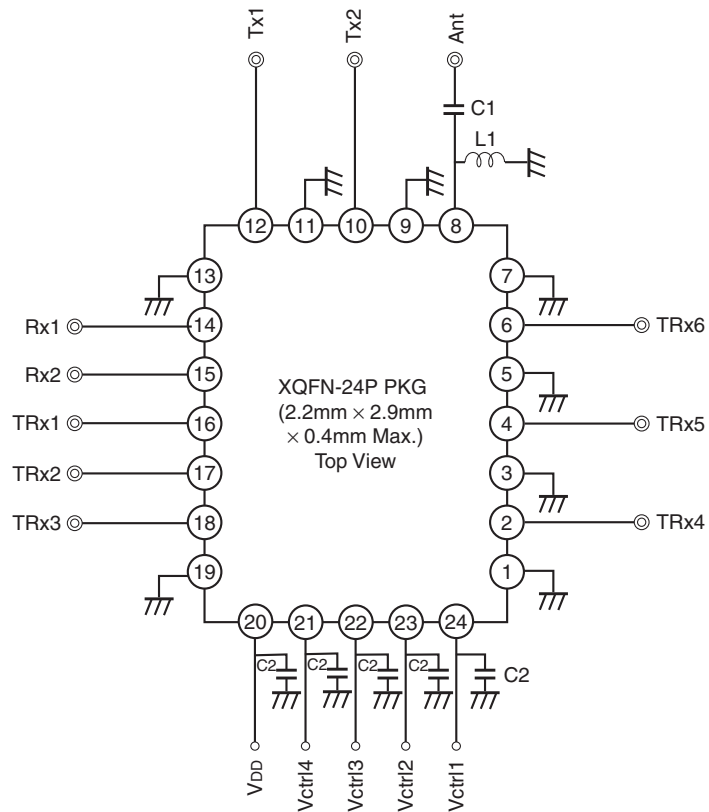 Tx1
Tx2
Ant
C1
L1
12
11
10
9
8
13
7
Rx1
14
6
TRx6
Rx2
15
5
XQFN-24P PKG
(2.2mm × 2.9mm
× 0.4mm Max.)
Top View
TRx1
16
4
TRx5
TRx2
17
3
TRx3
18
2
TRx4
19
1
20
21
22
23
24
C2
C2
C2
C2
C2
VDD
Vctrl4
Vctrl3
Vctrl2
Vctrl1